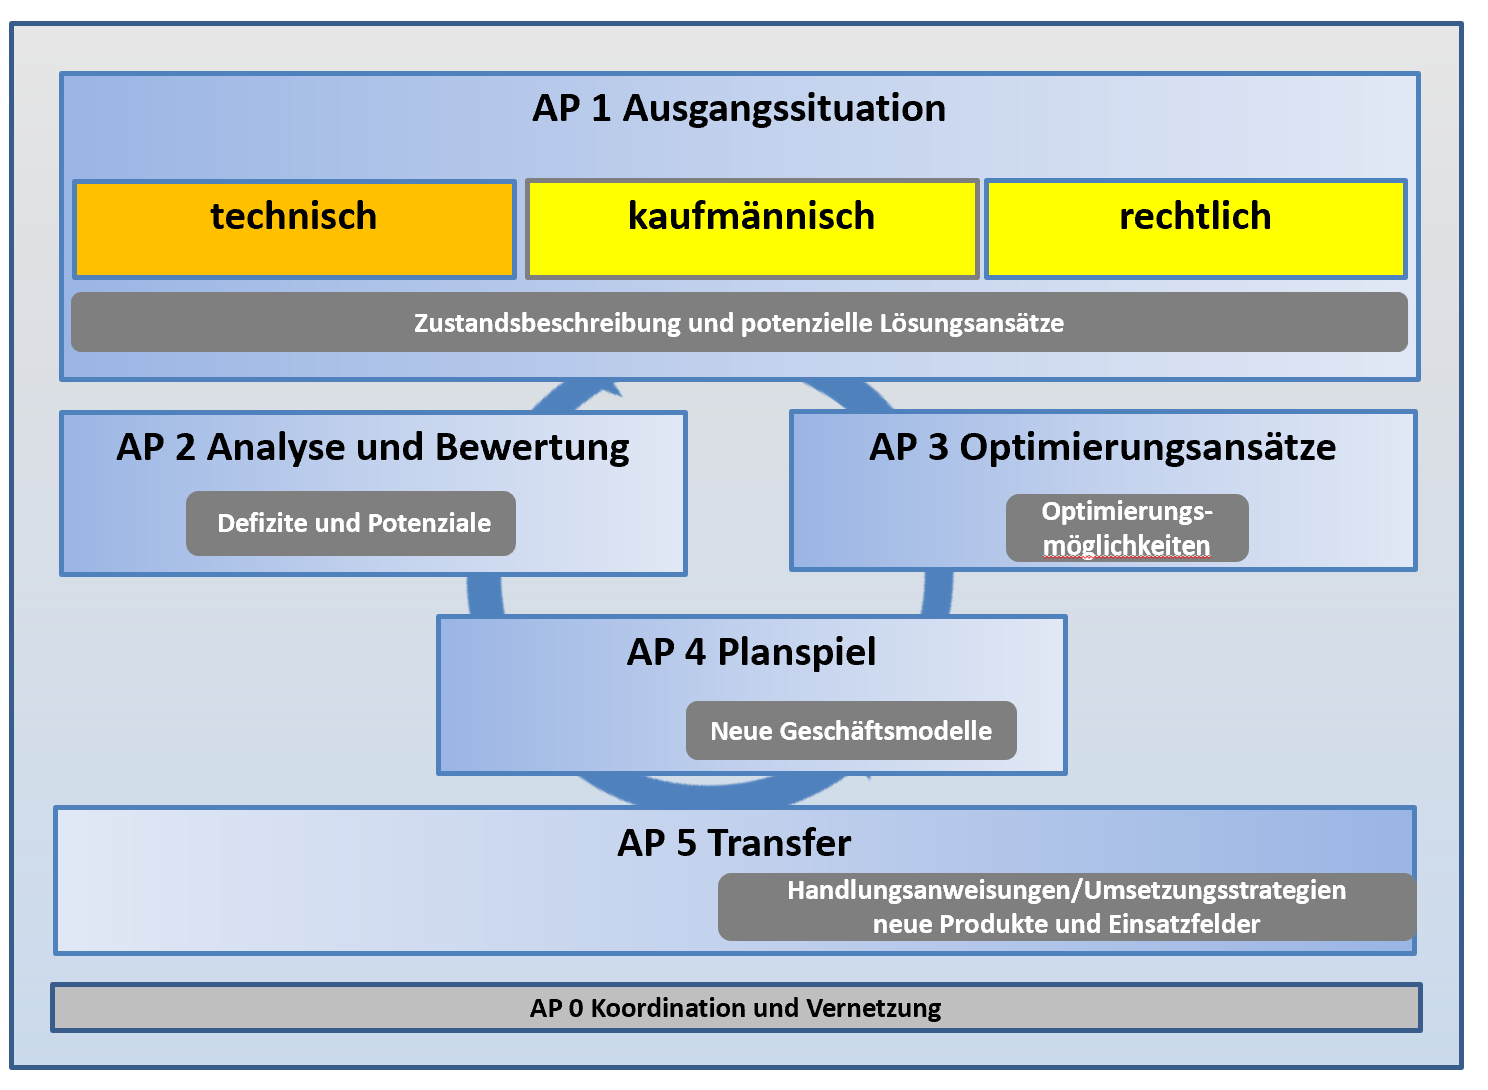 AP 1 Ausgangssituation
technisch
kaufmännisch
rechtlich
Zustandsbeschreibung und potenzielle Lösungsansätze
AP 2 Analyse und Bewertung
Defizite und Potenziale
AP 3 Optimierungsansätze
Optimierungs-
möglichkeiten
AP 4 Planspiel
Neue Geschäftsmodelle
AP 5 Transfer
Handlungsanweisungen/Umsetzungsstrategien
neue Produkte und Einsatzfelder
AP 0 Koordination und Vernetzung